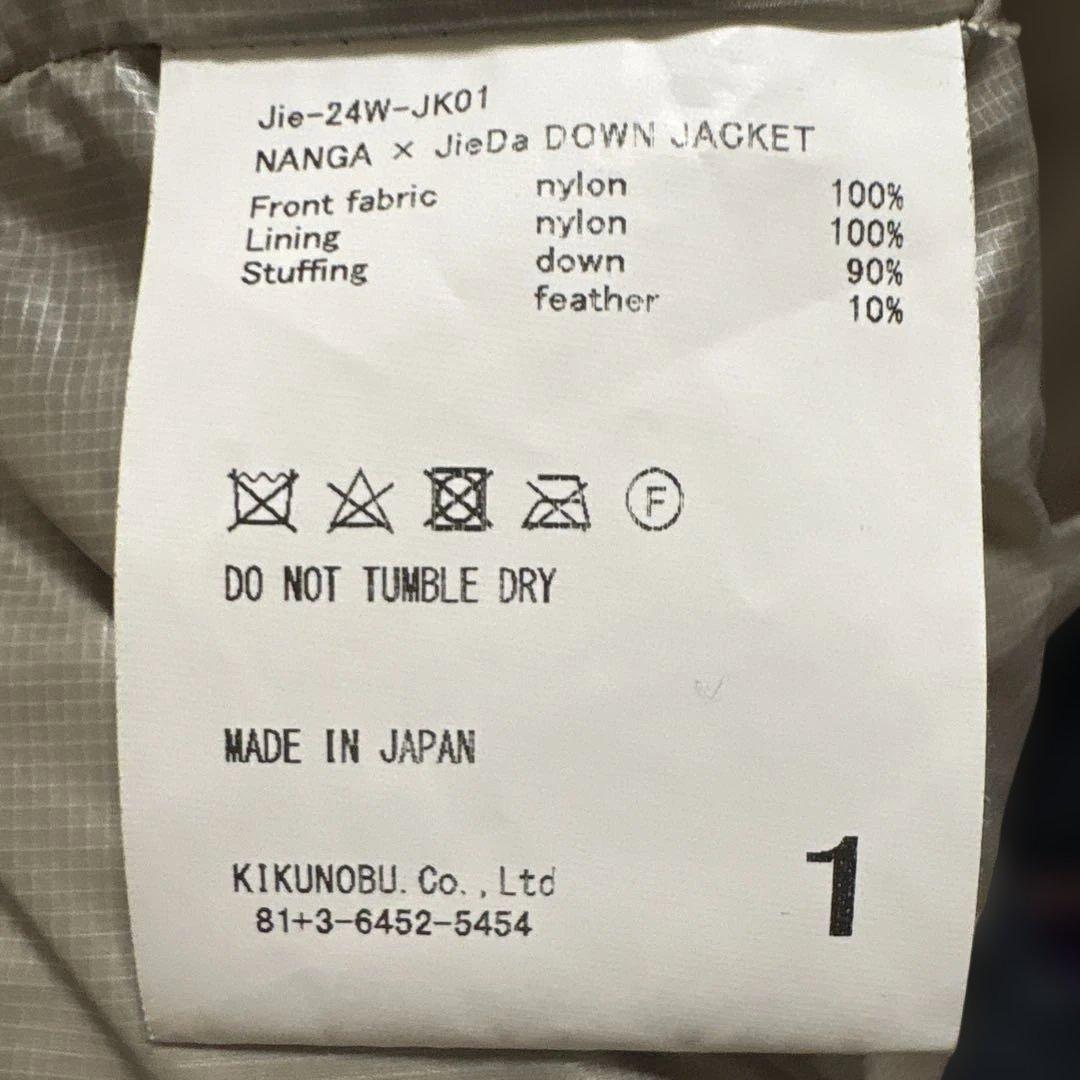 Jie-24W-JK01
NANGA × JieDa DOWN JACKET
Front fabric nylon 100%
Lining nylon 100%
Stuffing down 90%
feather 10%
F
DO NOT TUMBLE DRY
MADE IN JAPAN
KIKUNOBU. Co. , Ltd
81+3-6452-5454
1